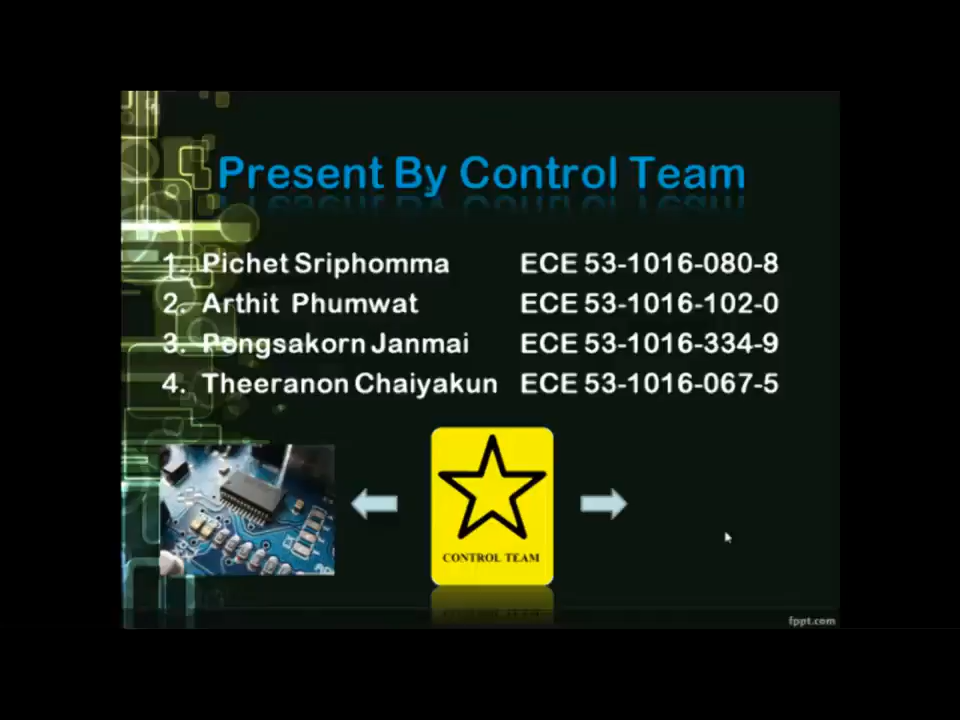 Present By Control Team
1. Pichet Sriphomma ECE 53-1016-080-8
2. Arthit Phumwat ECE 53-1016-102-0
3. Pongsakorn Janmai ECE 53-1016-334-9
4. Theeranon Chaiyakun ECE 53-1016-067-5
CONTROL TEAM
fppt.com